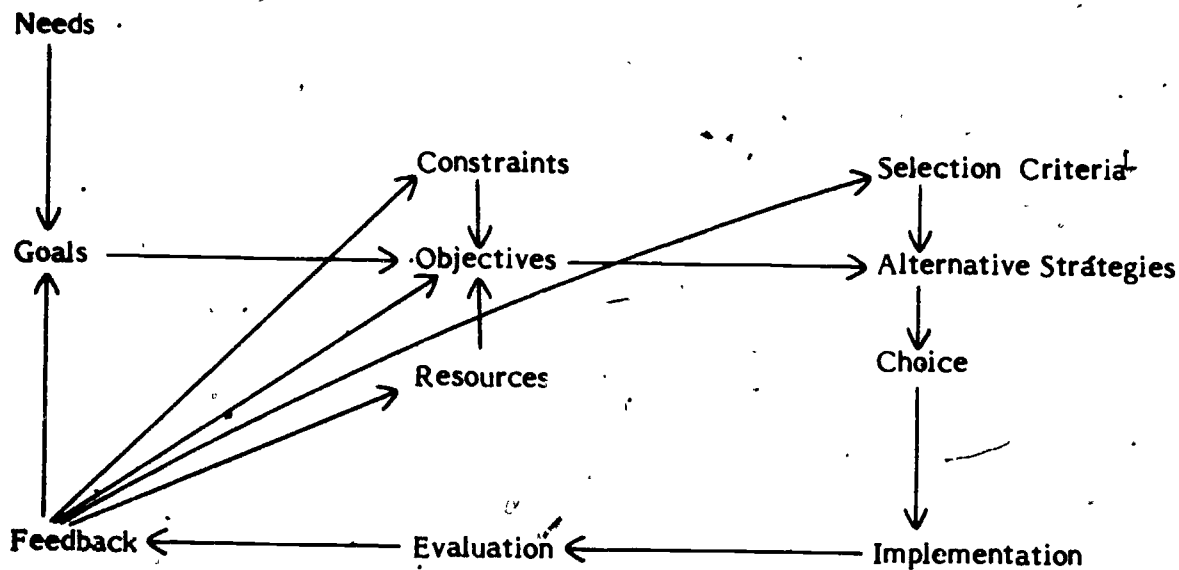 Needs
Constraints
Selection Criteria
Goals
Objectives
Alternative Strategies
Choice
Resources
Feedback
Evaluation
Implementation